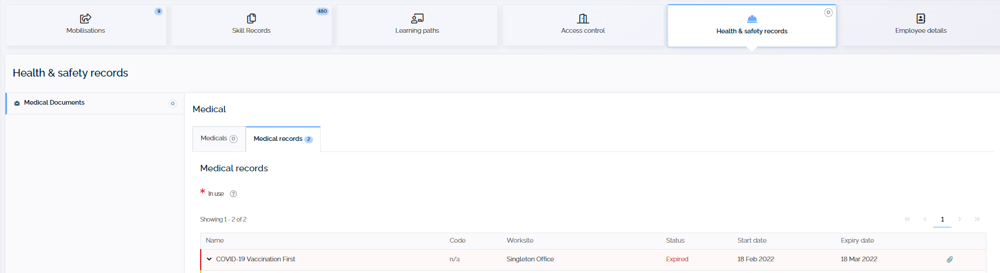 9
480
0
Mobilisations
Skill Records
Learning paths
Access control
Health & safety records
Employee details
Health & safety records
Medical Documents 0
Medical
Medicals 0
Medical records 2
Medical records
* In use ?
Showing 1 - 2 of 2
« ‹ 1 › »
Name Code Worksite Status Start date Expiry date
COVID-19 Vaccination First n/a Singleton Office Expired 18 Feb 2022 18 Mar 2022